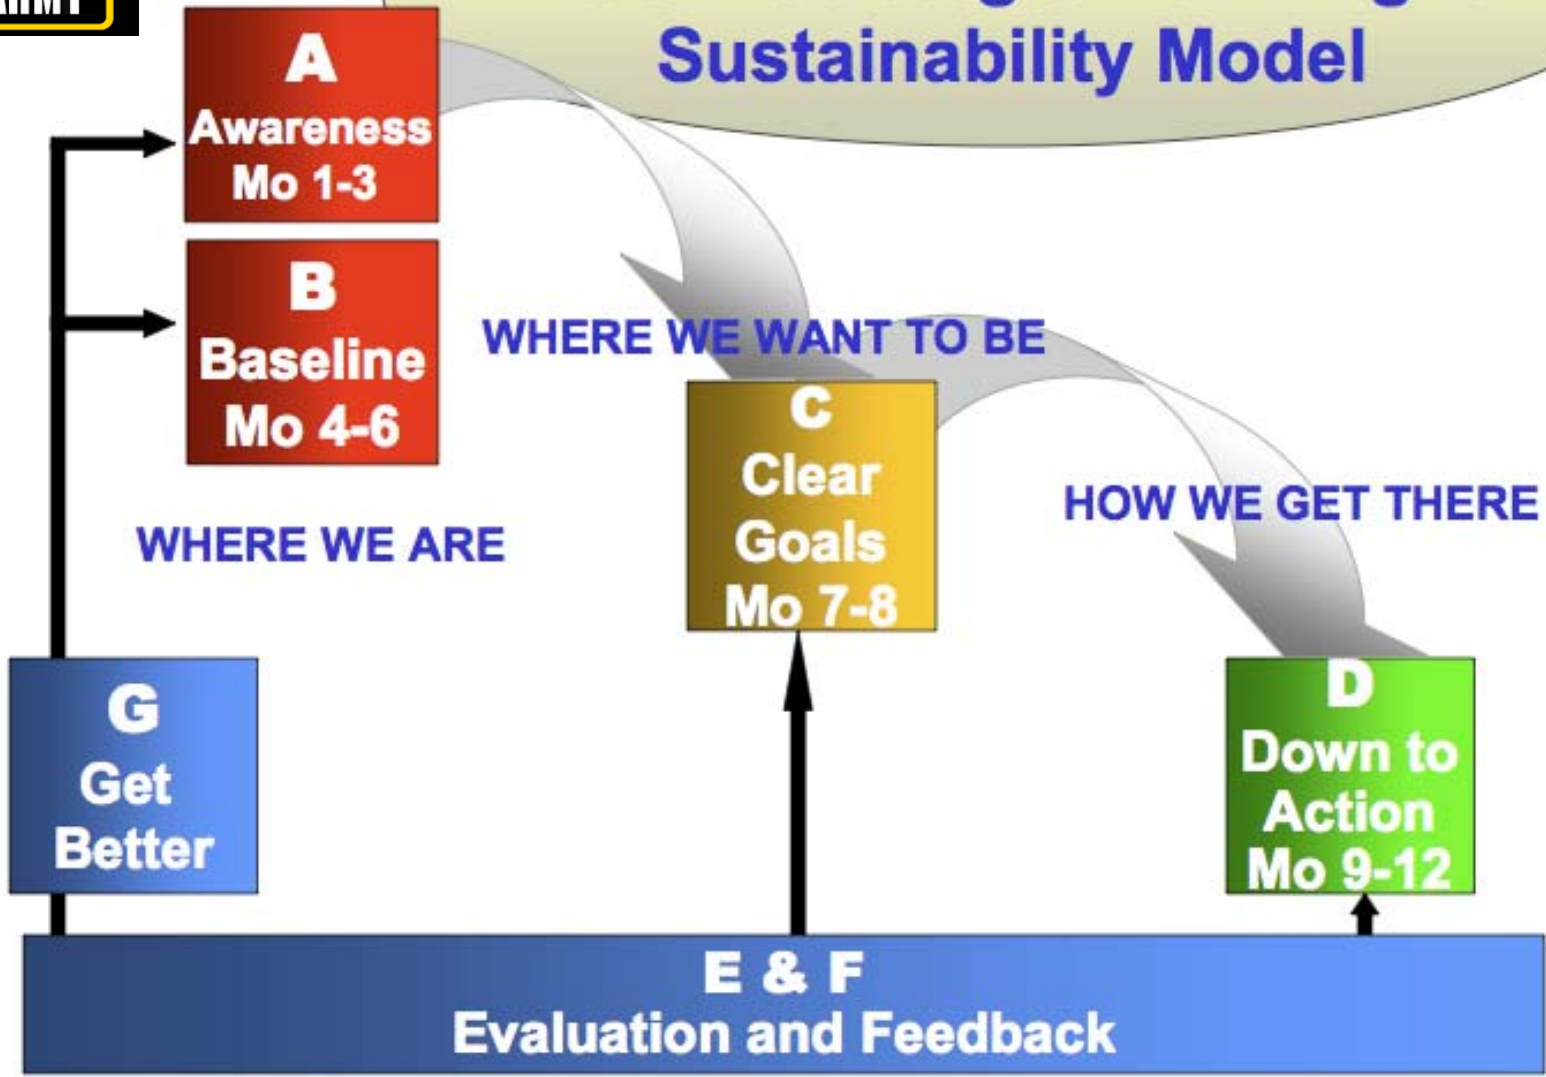 Sustainability Model
A
Awareness
Mo 1-3
B
Baseline
Mo 4-6
WHERE WE ARE
WHERE WE WANT TO BE
C
Clear
Goals
Mo 7-8
HOW WE GET THERE
D
Down to
Action
Mo 9-12
G
Get
Better
E & F
Evaluation and Feedback